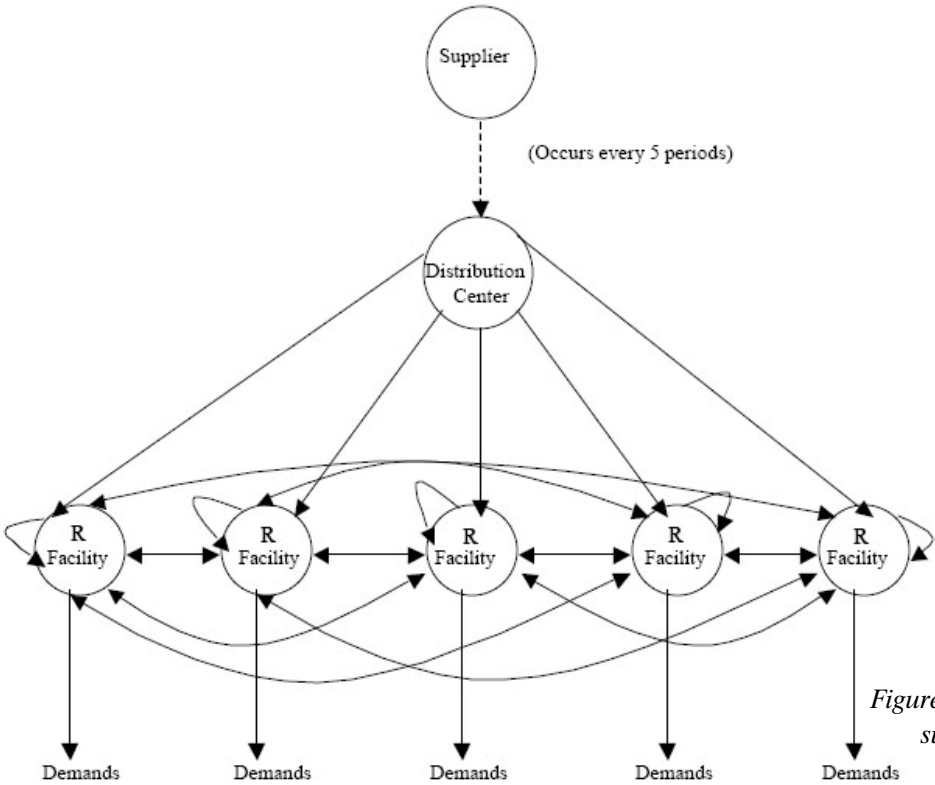 Supplier
(Occurs every 5 periods)
Distribution
Center
R
Facility
R
Facility
R
Facility
R
Facility
R
Facility
Figure
Demands
Demands
Demands
Demands
Demands